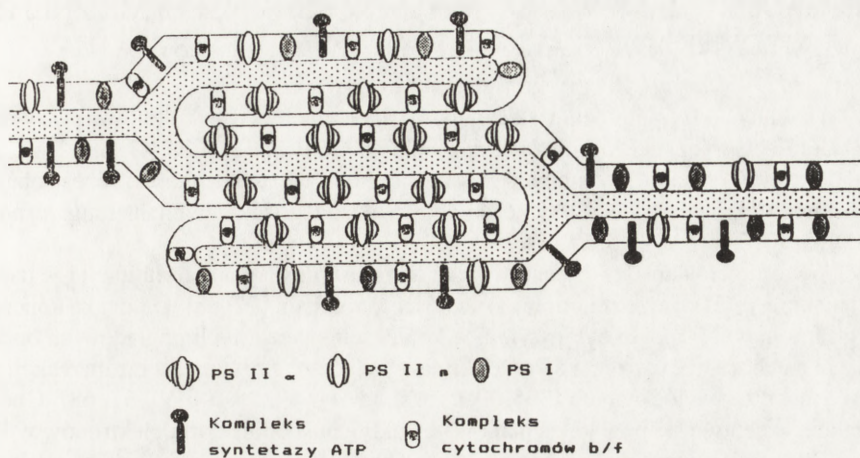 PS II α
PS II β
PS I
Kompleks
syntetazy ATP
Kompleks
cytochromów b/f